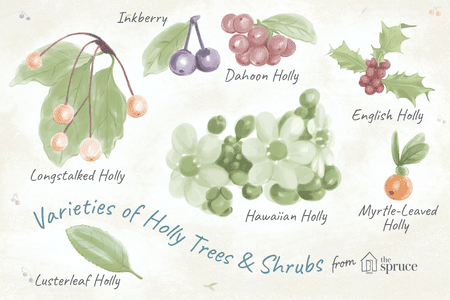 Inkberry
Dahoon Holly
English Holly
Longstalked Holly
Hawaiian Holly
Myrtle-Leaved
Holly
Varieties of Holly Trees & Shrubs from the spruce
Lusterleaf Holly